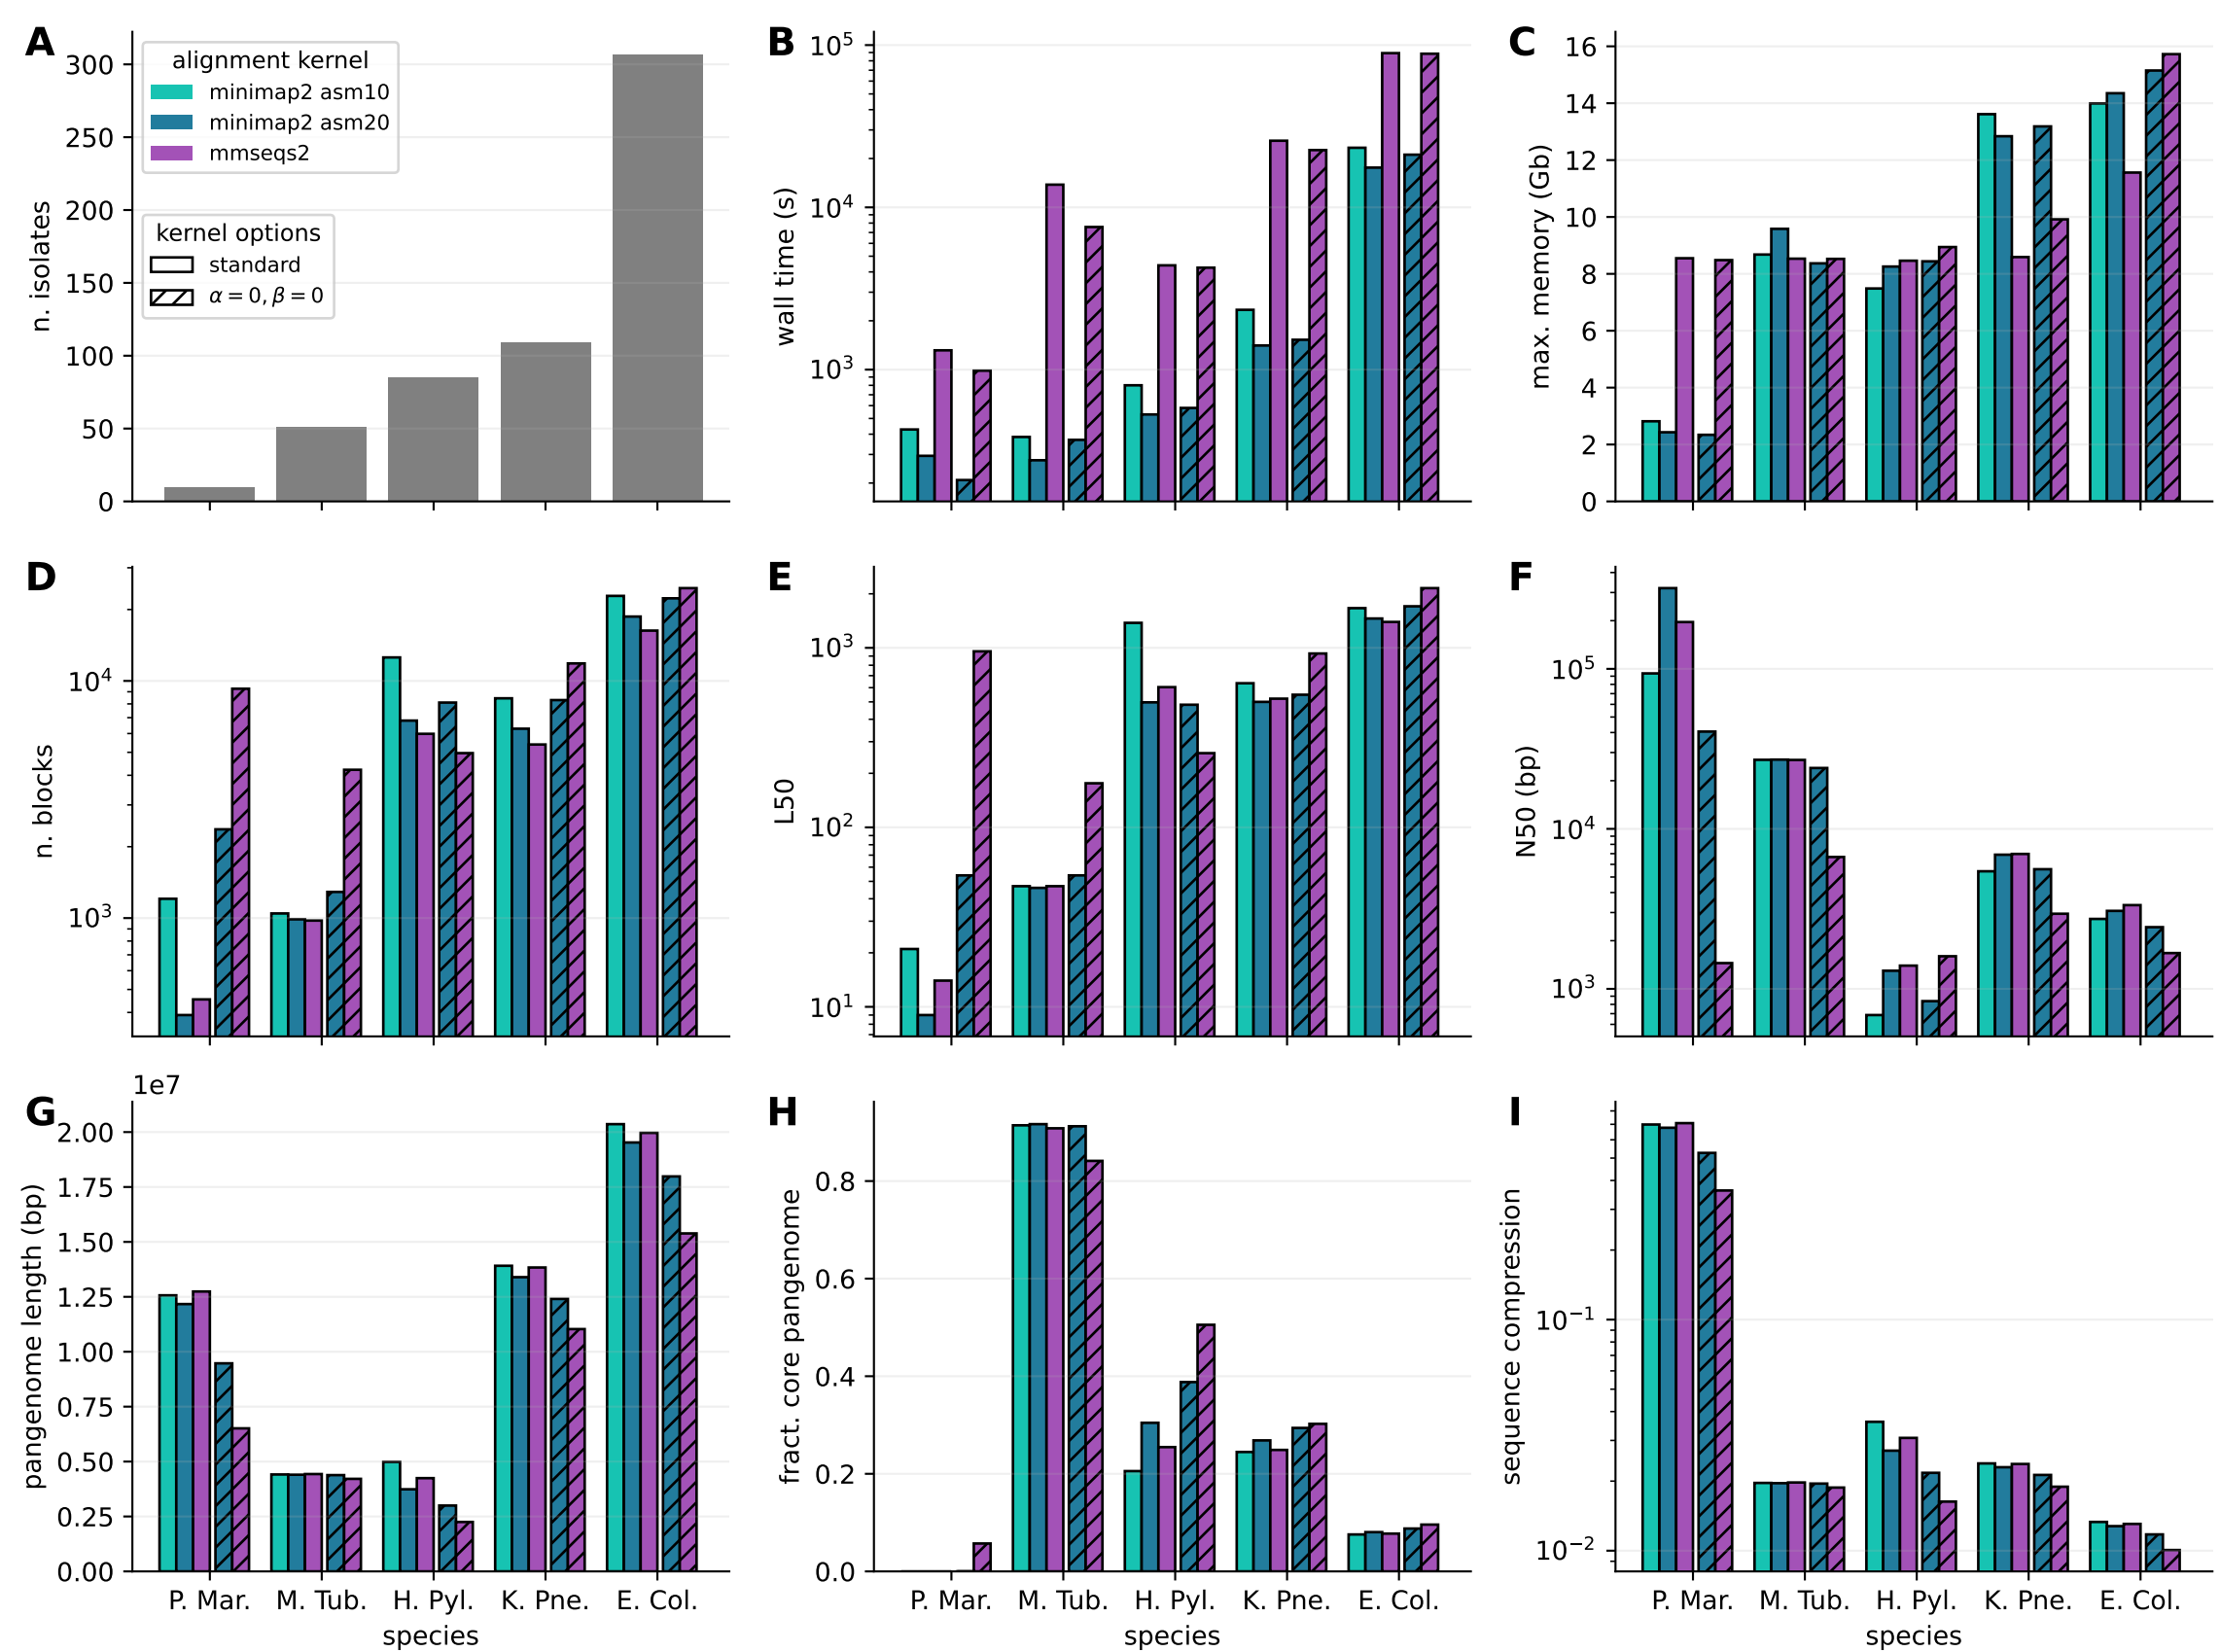 A
n. isolates
300
250
200
150
100
50
0
alignment kernel
minimap2 asm10
minimap2 asm20
mmseqs2
kernel options
standard
α = 0, β = 0
B
wall time (s)
10⁵
10⁴
10³
C
max. memory (Gb)
16
14
12
10
8
6
4
2
0
D
n. blocks
10⁴
10³
E
L50
10³
10²
10¹
F
N50 (bp)
10⁵
10⁴
10³
G
1e7
pangenome length (bp)
2.00
1.75
1.50
1.25
1.00
0.75
0.50
0.25
0.00
P. Mar. M. Tub. H. Pyl. K. Pne. E. Col.
species
H
fract. core pangenome
0.8
0.6
0.4
0.2
0.0
P. Mar. M. Tub. H. Pyl. K. Pne. E. Col.
species
I
sequence compression
10⁻¹
10⁻²
P. Mar. M. Tub. H. Pyl. K. Pne. E. Col.
species